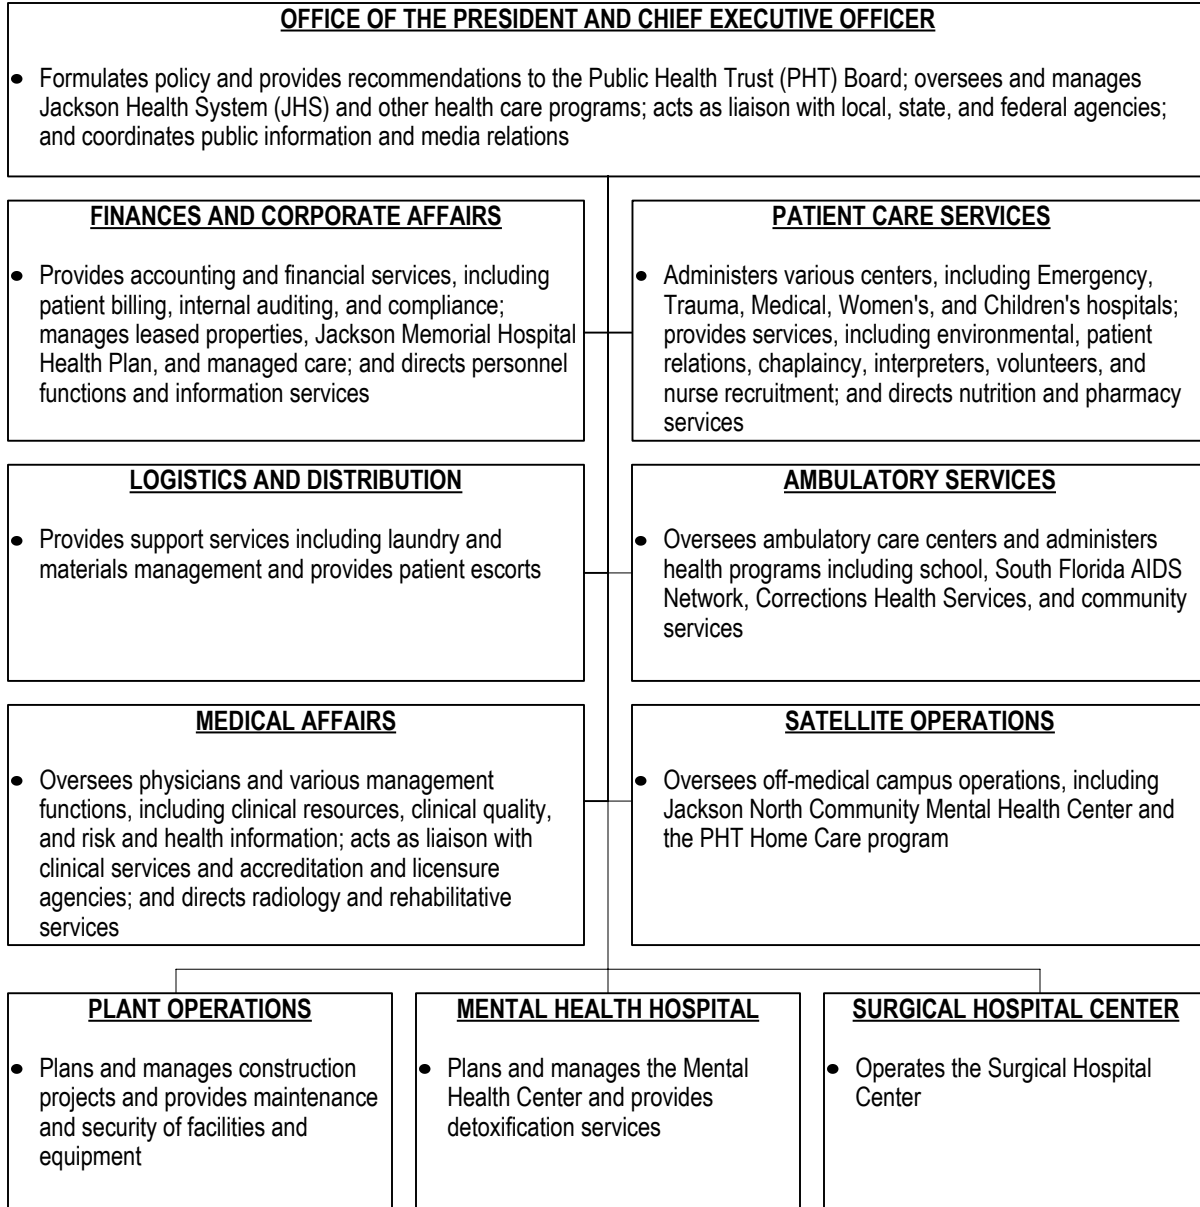 OFFICE OF THE PRESIDENT AND CHIEF EXECUTIVE OFFICER
• Formulates policy and provides recommendations to the Public Health Trust (PHT) Board; oversees and manages
Jackson Health System (JHS) and other health care programs; acts as liaison with local, state, and federal agencies;
and coordinates public information and media relations
FINANCES AND CORPORATE AFFAIRS
• Provides accounting and financial services, including
patient billing, internal auditing, and compliance;
manages leased properties, Jackson Memorial Hospital
Health Plan, and managed care; and directs personnel
functions and information services
PATIENT CARE SERVICES
• Administers various centers, including Emergency,
Trauma, Medical, Women's, and Children's hospitals;
provides services, including environmental, patient
relations, chaplaincy, interpreters, volunteers, and
nurse recruitment; and directs nutrition and pharmacy
services
LOGISTICS AND DISTRIBUTION
• Provides support services including laundry and
materials management and provides patient escorts
AMBULATORY SERVICES
• Oversees ambulatory care centers and administers
health programs including school, South Florida AIDS
Network, Corrections Health Services, and community
services
MEDICAL AFFAIRS
• Oversees physicians and various management
functions, including clinical resources, clinical quality,
and risk and health information; acts as liaison with
clinical services and accreditation and licensure
agencies; and directs radiology and rehabilitative
services
SATELLITE OPERATIONS
• Oversees off-medical campus operations, including
Jackson North Community Mental Health Center and
the PHT Home Care program
PLANT OPERATIONS
• Plans and manages construction
projects and provides maintenance
and security of facilities and
equipment
MENTAL HEALTH HOSPITAL
• Plans and manages the Mental
Health Center and provides
detoxification services
SURGICAL HOSPITAL CENTER
• Operates the Surgical Hospital
Center